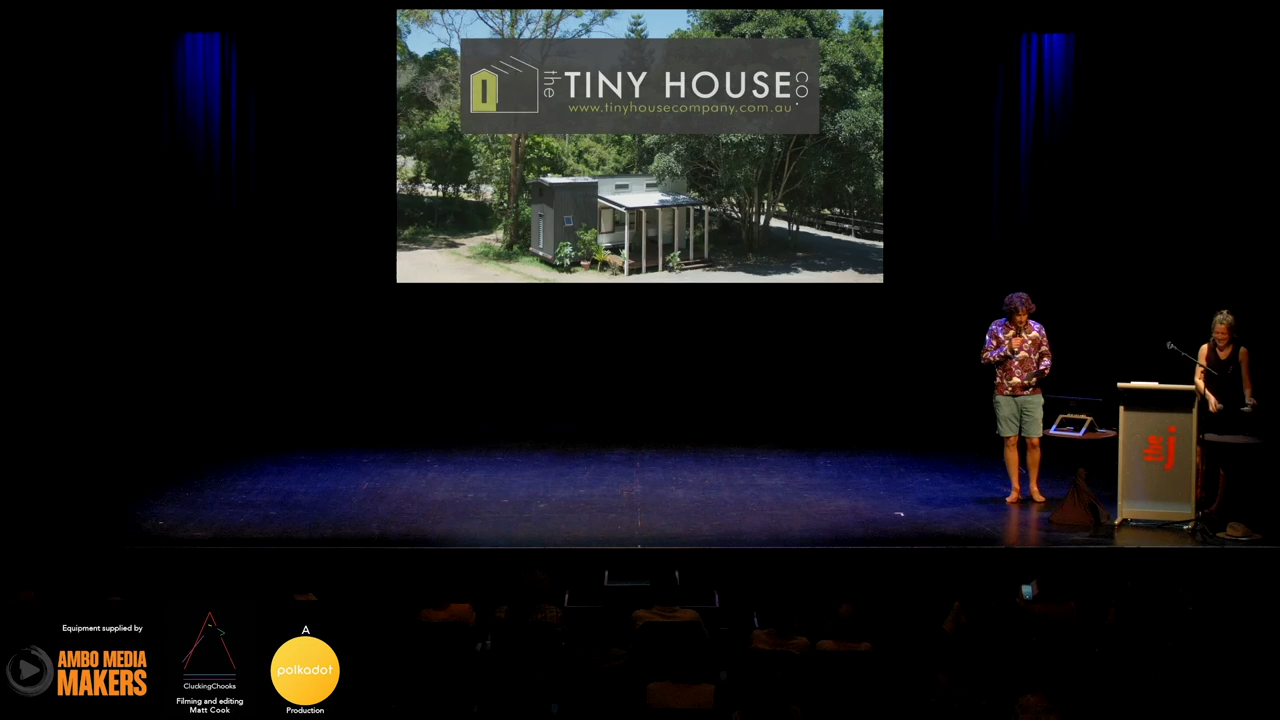 the TINY HOUSE co.
www.tinyhousecompany.com.au
the j
Equipment supplied by
AMBO MEDIA
MAKERS
CluckingChooks
Filming and editing
Matt Cook
A
polkadot
Production